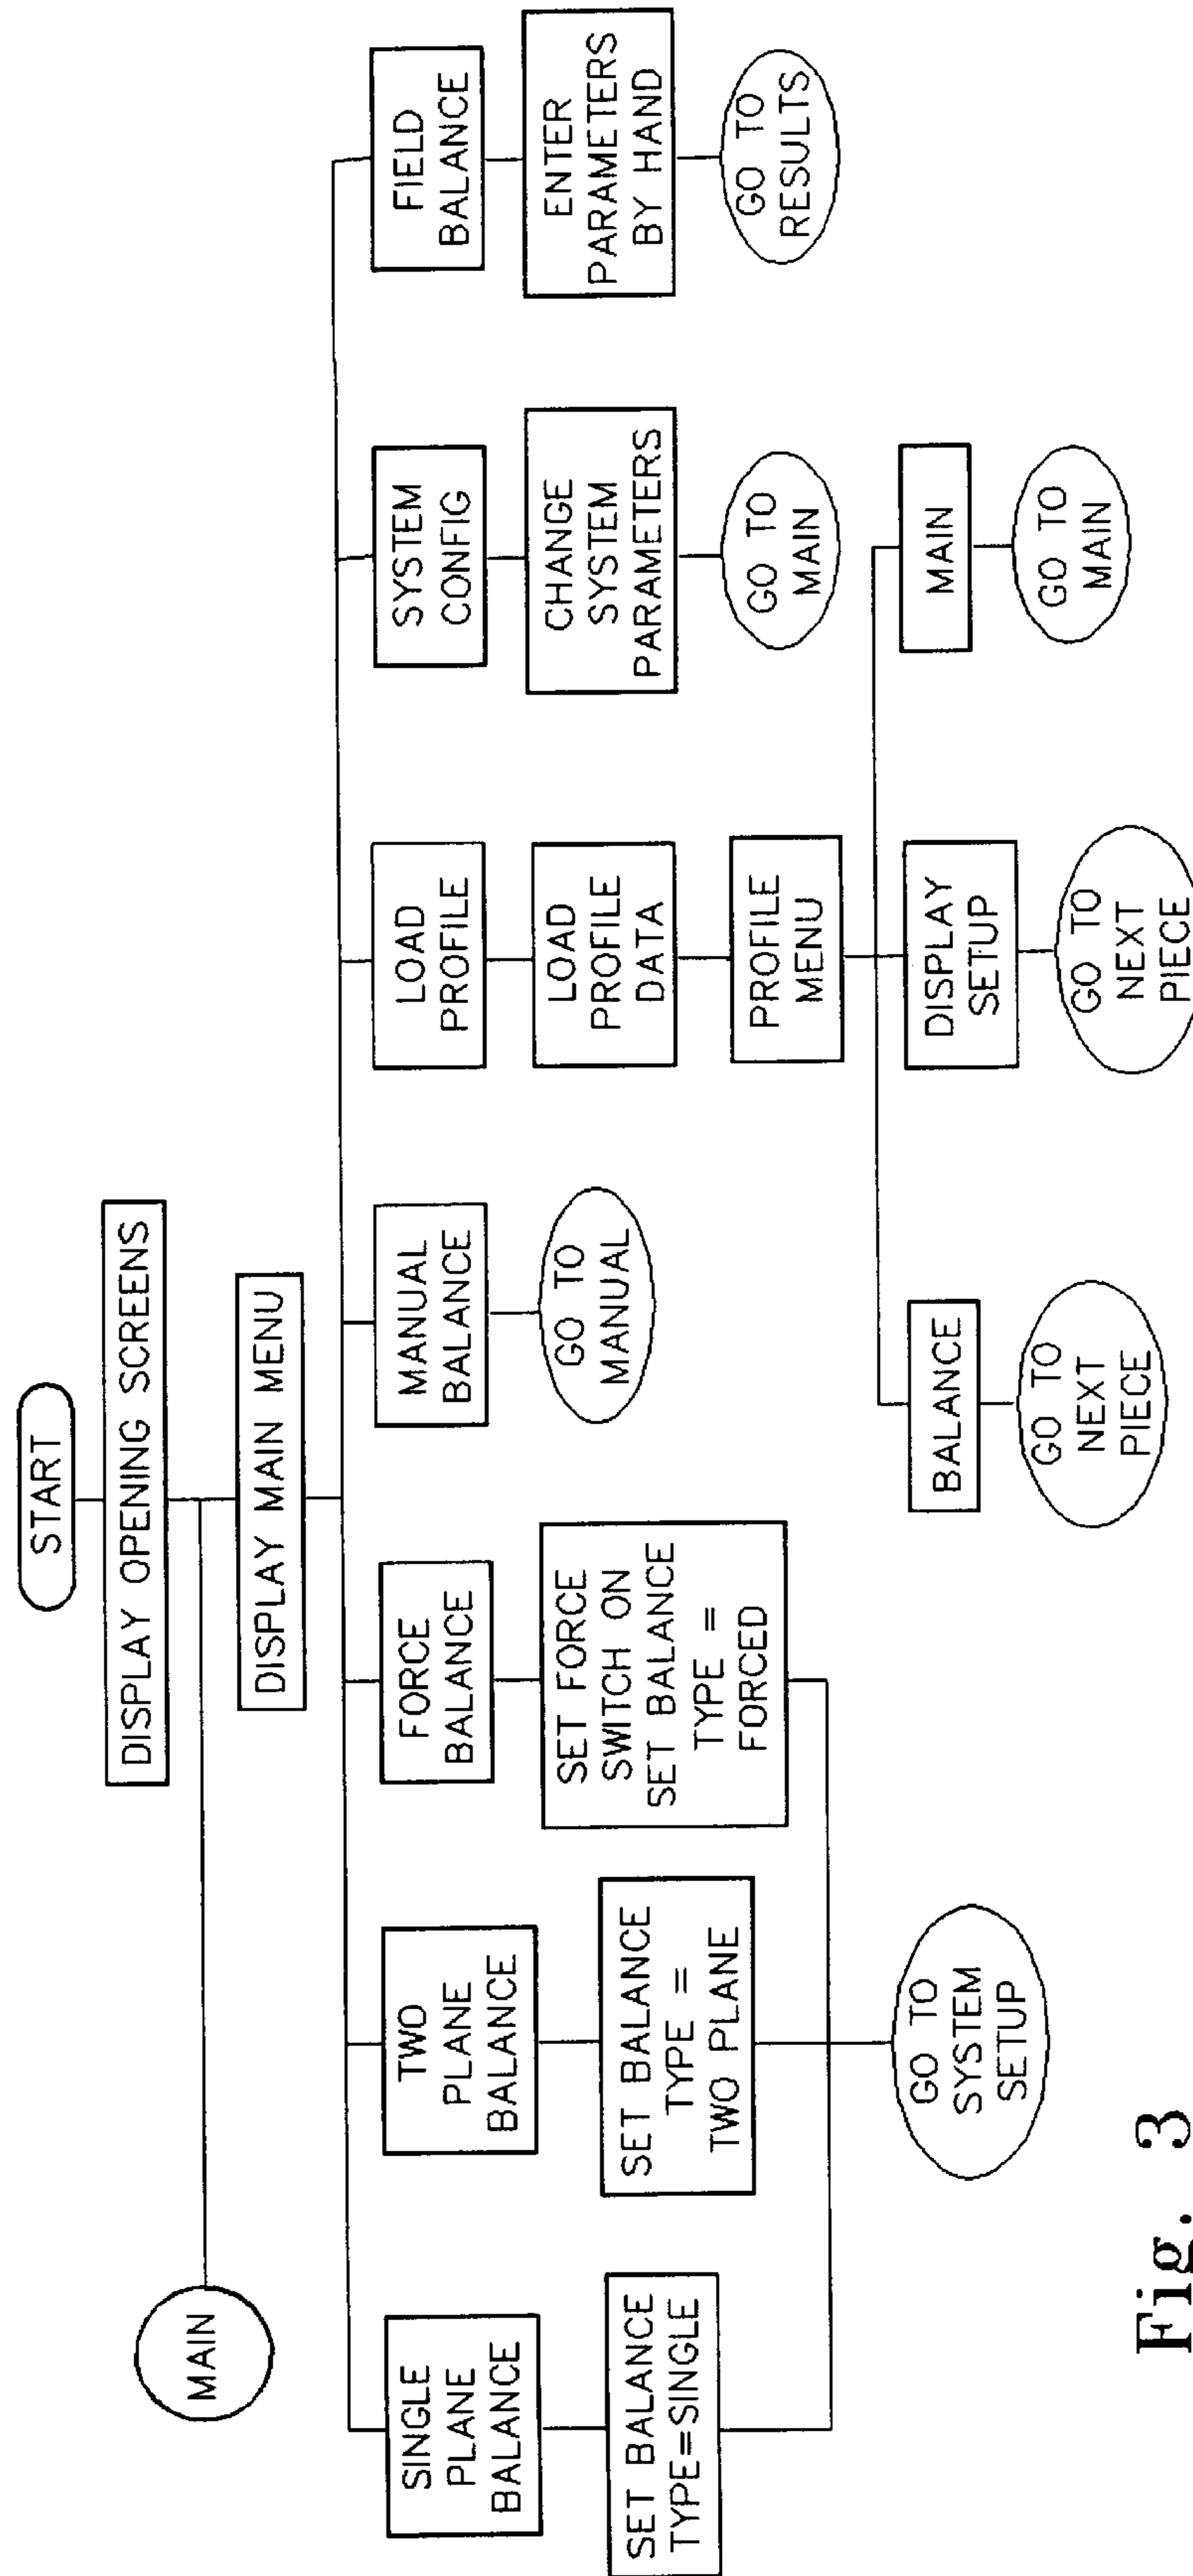 START
DISPLAY OPENING SCREENS
MAIN
DISPLAY MAIN MENU
SINGLE
PLANE
BALANCE
SET BALANCE
TYPE=SINGLE
TWO
PLANE
BALANCE
SET BALANCE
TYPE =
TWO PLANE
FORCE
BALANCE
SET FORCE
SWITCH ON
SET BALANCE
TYPE =
FORCED
GO TO
SYSTEM
SETUP
MANUAL
BALANCE
GO TO
MANUAL
LOAD
PROFILE
LOAD
PROFILE
DATA
PROFILE
MENU
BALANCE
GO TO
NEXT
PIECE
DISPLAY
SETUP
GO TO
NEXT
PIECE
MAIN
GO TO
MAIN
SYSTEM
CONFIG
CHANGE
SYSTEM
PARAMETERS
GO TO
MAIN
FIELD
BALANCE
ENTER
PARAMETERS
BY HAND
GO TO
RESULTS
Fig. 3